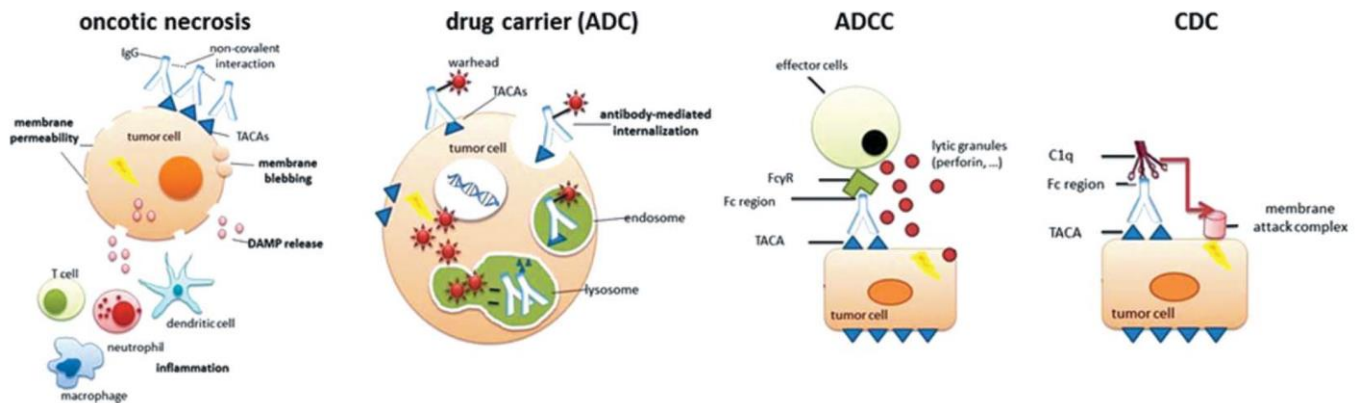 oncotic necrosis
IgG
non-covalent
interaction
membrane
permeability
tumor cell
TACAs
membrane
blebbing
DAMP release
T cell
dendritic cell
neutrophil
inflammation
macrophage
drug carrier (ADC)
warhead
TACAs
antibody-mediated
internalization
tumor cell
endosome
lysosome
ADCC
effector cells
lytic granules
(perforin, ...)
FcγR
Fc region
TACA
tumor cell
CDC
C1q
Fc region
TACA
membrane
attack complex
tumor cell